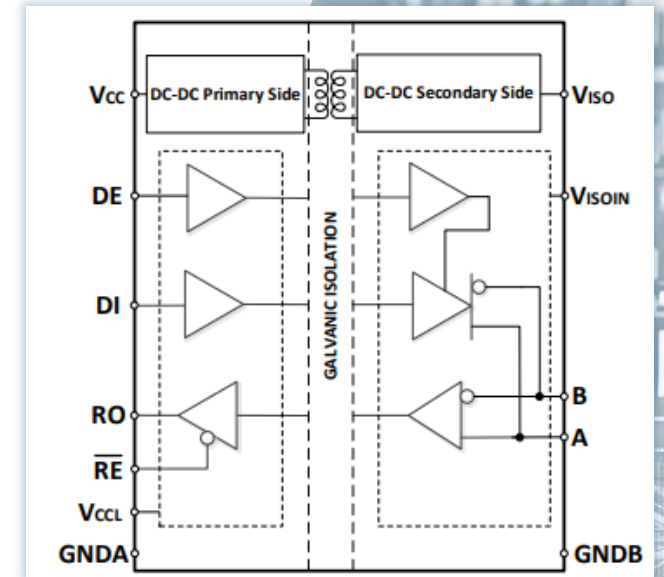 VCC
DC-DC Primary Side
DC-DC Secondary Side
VISO
DE
VISOIN
GALVANIC ISOLATION
DI
RO
B
A
RE
VCCL
GNDA
GNDB